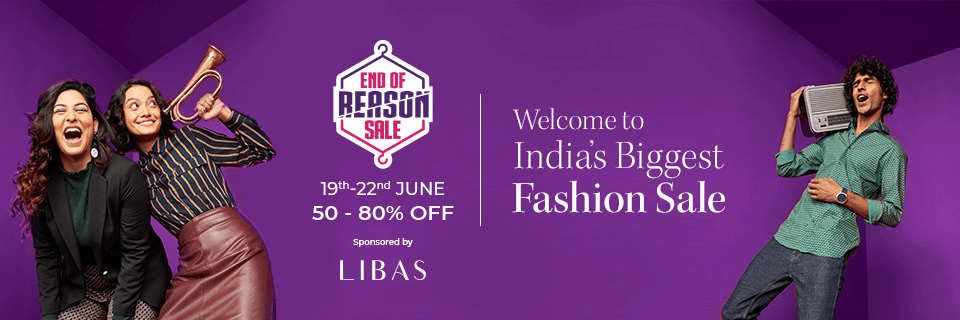 END OF
REASON
SALE
19th-22nd JUNE
50 - 80% OFF
Sponsored by
LIBAS
Welcome to
India's Biggest
Fashion Sale